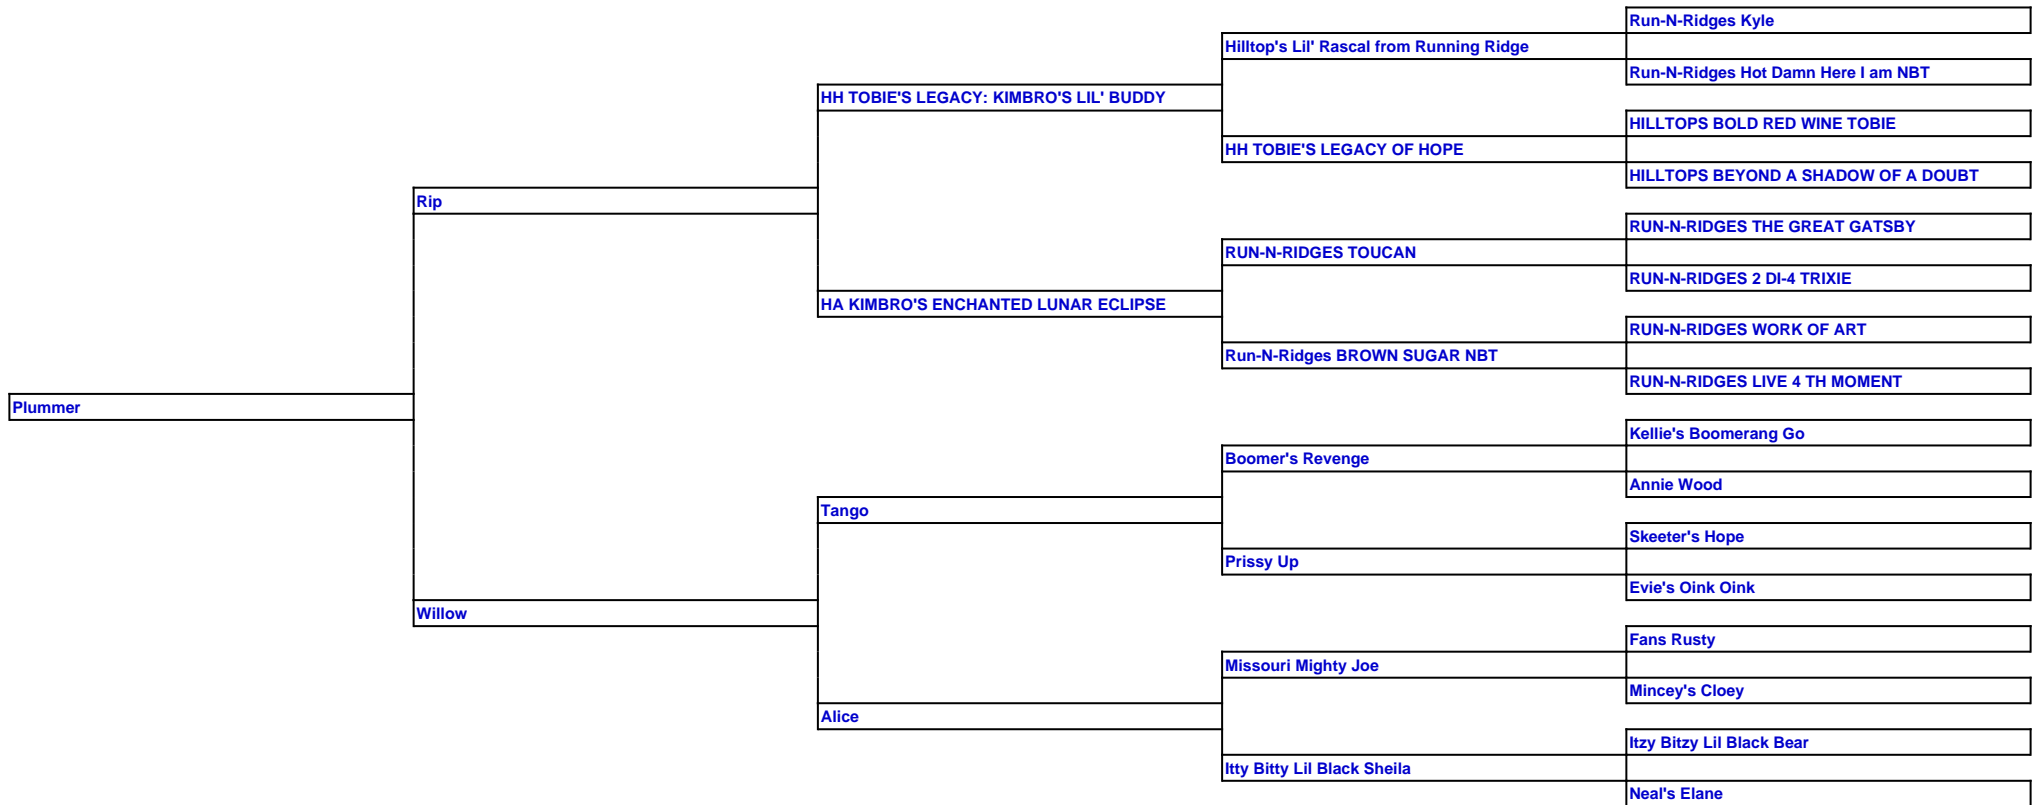 Run-N-Ridges Kyle
Hilltop's Lil' Rascal from Running Ridge
Run-N-Ridges Hot Damn Here I am NBT
HH TOBIE'S LEGACY: KIMBRO'S LIL' BUDDY
HILLTOPS BOLD RED WINE TOBIE
HH TOBIE'S LEGACY OF HOPE
HILLTOPS BEYOND A SHADOW OF A DOUBT
Rip
RUN-N-RIDGES THE GREAT GATSBY
RUN-N-RIDGES TOUCAN
RUN-N-RIDGES 2 DI-4 TRIXIE
HA KIMBRO'S ENCHANTED LUNAR ECLIPSE
RUN-N-RIDGES WORK OF ART
Run-N-Ridges BROWN SUGAR NBT
RUN-N-RIDGES LIVE 4 TH MOMENT
Plummer
Kellie's Boomerang Go
Boomer's Revenge
Annie Wood
Tango
Skeeter's Hope
Prissy Up
Evie's Oink Oink
Willow
Fans Rusty
Missouri Mighty Joe
Mincey's Cloey
Alice
Itzy Bitzy Lil Black Bear
Itty Bitty Lil Black Sheila
Neal's Elane